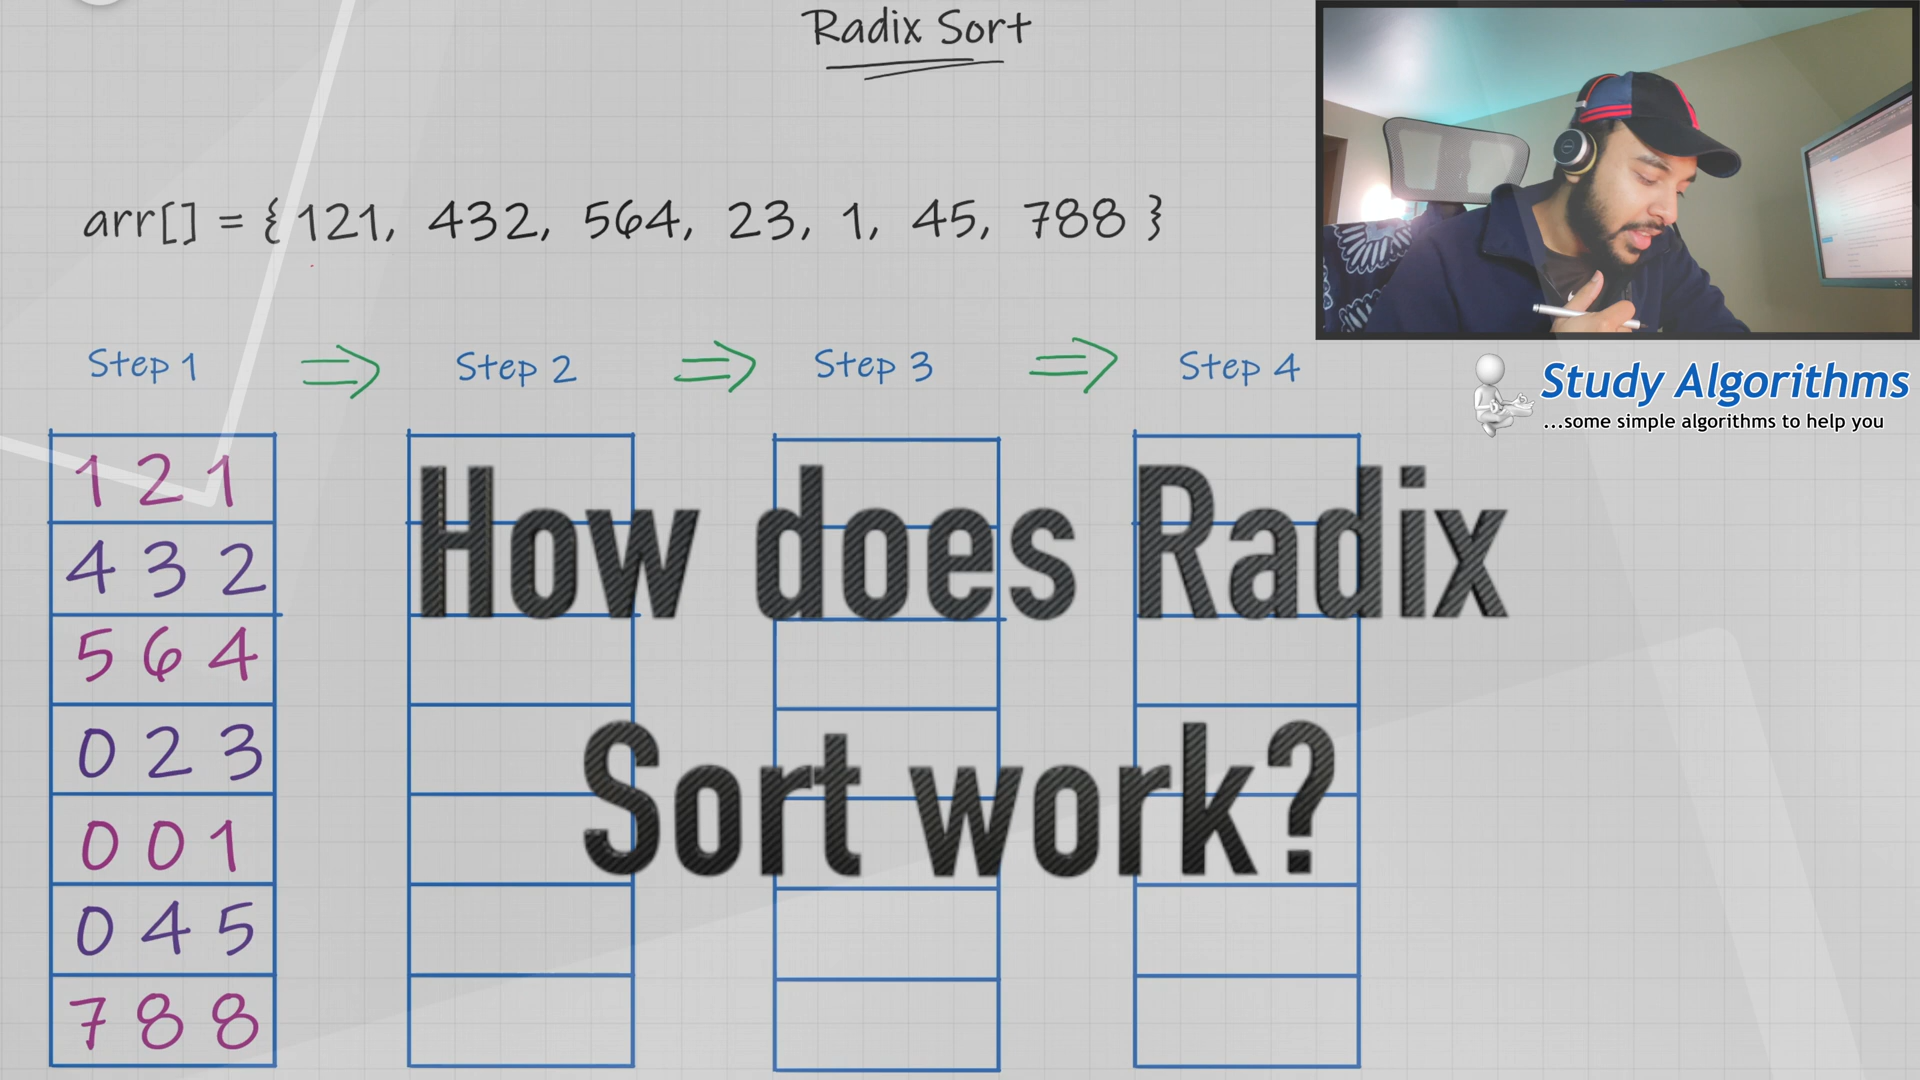 Radix Sort
arr[] = { 121, 432, 564, 23, 1, 45, 788 }
Step 1 ⇒ Step 2 ⇒ Step 3 ⇒ Step 4
Study Algorithms
...some simple algorithms to help you
1 2 1
4 3 2
5 6 4
0 2 3
0 0 1
0 4 5
7 8 8
How does Radix
Sort work?